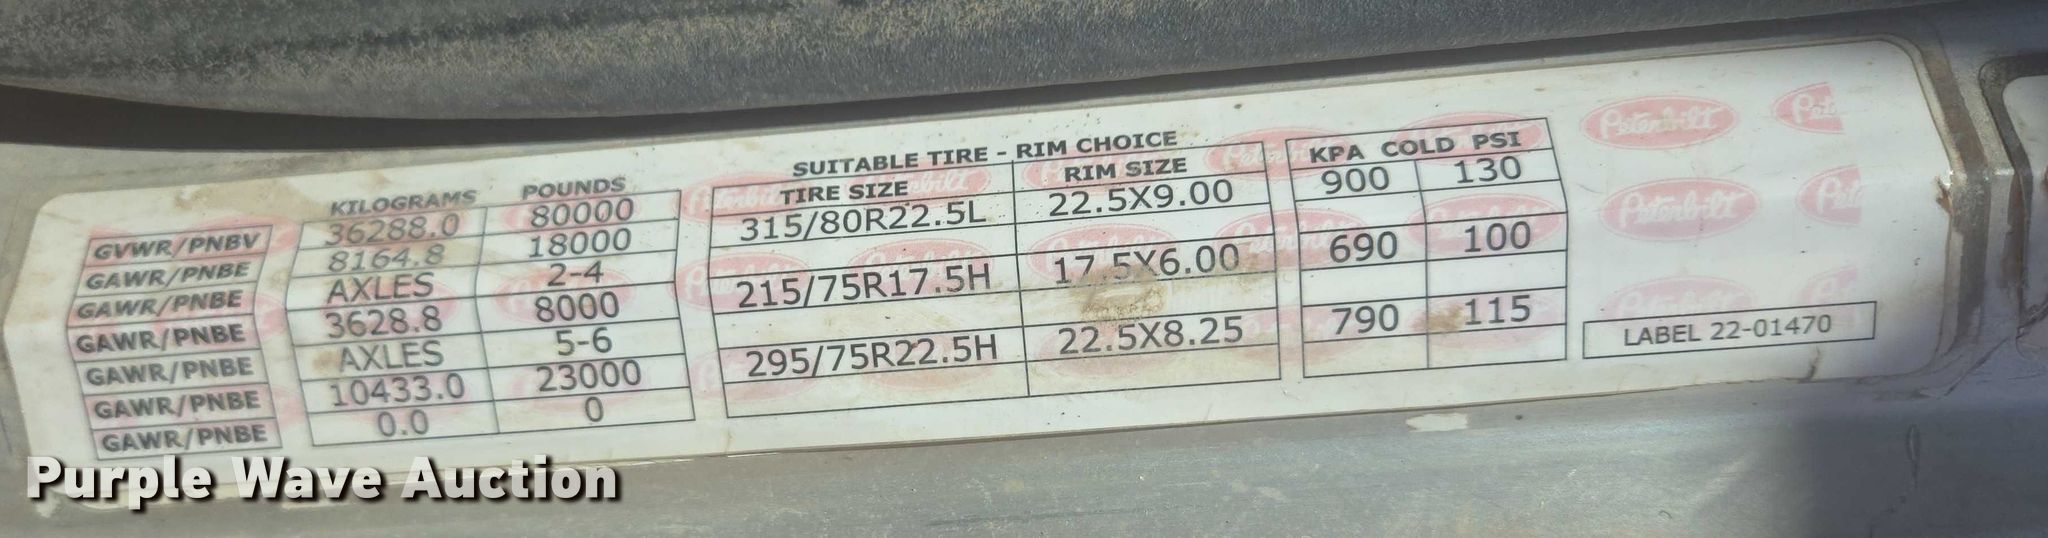 SUITABLE TIRE - RIM CHOICE
KILOGRAMS POUNDS TIRE SIZE RIM SIZE KPA COLD PSI
GVWR/PNBV 36288.0 80000
GAWR/PNBE 8164.8 18000 315/80R22.5L 22.5X9.00 900 130
GAWR/PNBE AXLES 2-4
GAWR/PNBE 3628.8 8000 215/75R17.5H 17.5X6.00 690 100
GAWR/PNBE AXLES 5-6
GAWR/PNBE 10433.0 23000 295/75R22.5H 22.5X8.25 790 115
GAWR/PNBE 0.0 0
LABEL 22-01470
Peterbilt
Peterbilt
Purple Wave Auction